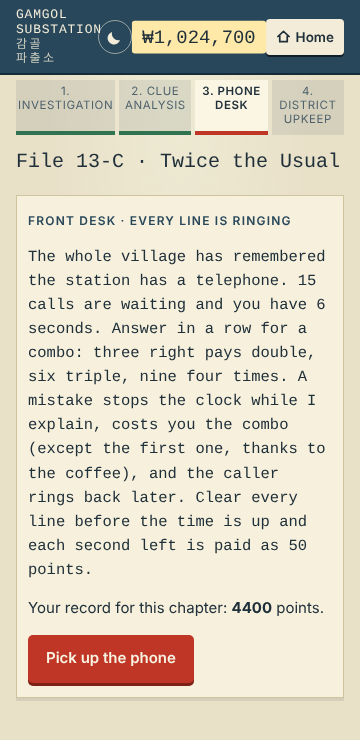 GAMGOL
SUBSTATION
감골
파출소
₩1,024,700
Home
1.
INVESTIGATION
2. CLUE
ANALYSIS
3. PHONE
DESK
4.
DISTRICT
UPKEEP
File 13-C · Twice the Usual
FRONT DESK · EVERY LINE IS RINGING
The whole village has remembered
the station has a telephone. 15
calls are waiting and you have 6
seconds. Answer in a row for a
combo: three right pays double,
six triple, nine four times. A
mistake stops the clock while I
explain, costs you the combo
(except the first one, thanks to
the coffee), and the caller
rings back later. Clear every
line before the time is up and
each second left is paid as 50
points.
Your record for this chapter: 4400 points.
Pick up the phone